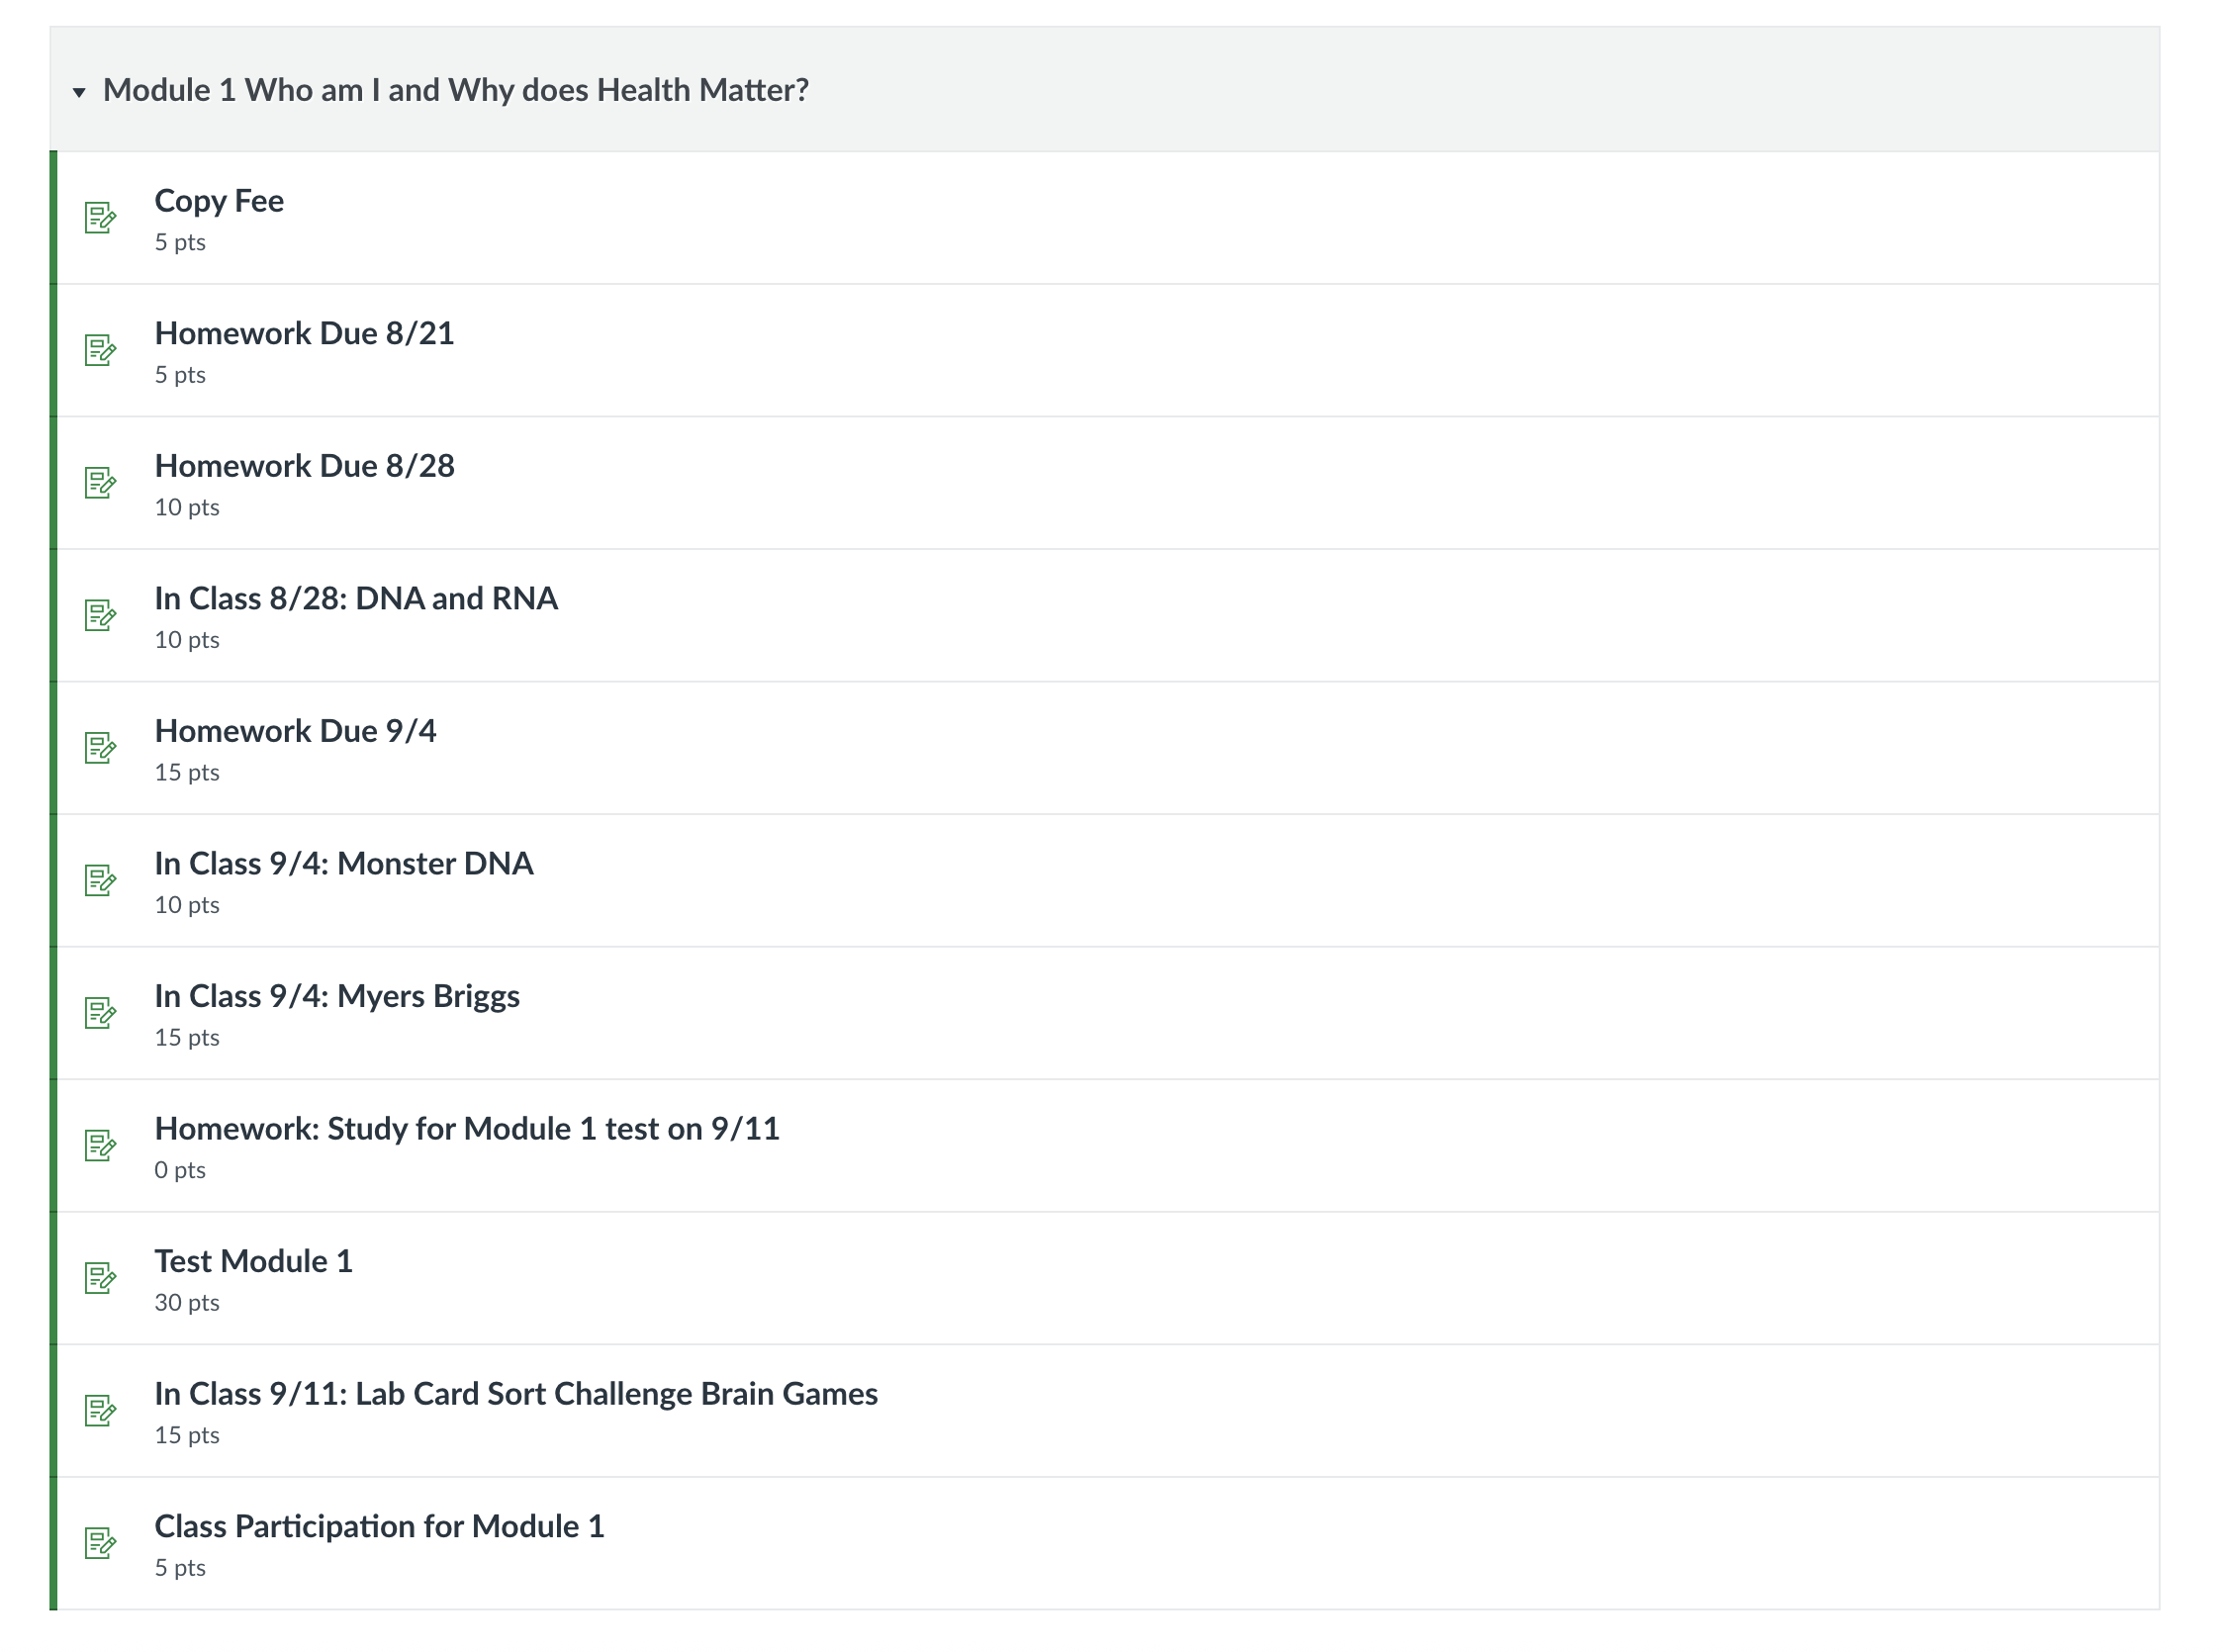 Module 1 Who am I and Why does Health Matter?
Copy Fee
5 pts
Homework Due 8/21
5 pts
Homework Due 8/28
10 pts
In Class 8/28: DNA and RNA
10 pts
Homework Due 9/4
15 pts
In Class 9/4: Monster DNA
10 pts
In Class 9/4: Myers Briggs
15 pts
Homework: Study for Module 1 test on 9/11
0 pts
Test Module 1
30 pts
In Class 9/11: Lab Card Sort Challenge Brain Games
15 pts
Class Participation for Module 1
5 pts